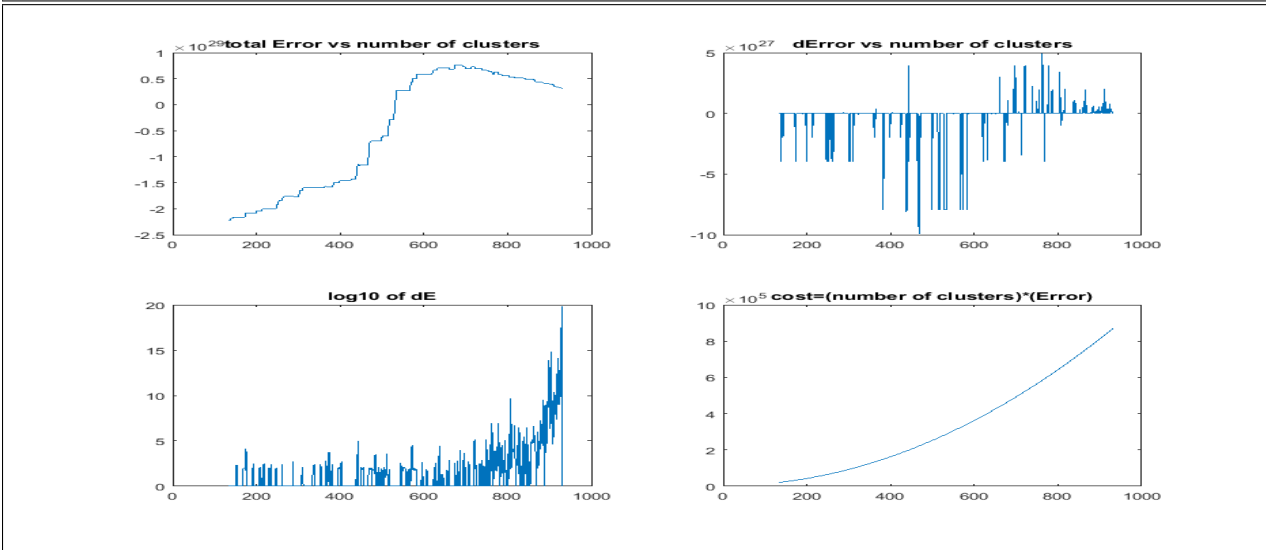 × 10^29 total Error vs number of clusters
1
0.5
0
-0.5
-1
-1.5
-2
-2.5
0 200 400 600 800 1000
× 10^27 dError vs number of clusters
5
0
-5
-10
0 200 400 600 800 1000
log10 of dE
20
15
10
5
0
0 200 400 600 800 1000
× 10^5 cost=(number of clusters)*(Error)
10
8
6
4
2
0
0 200 400 600 800 1000